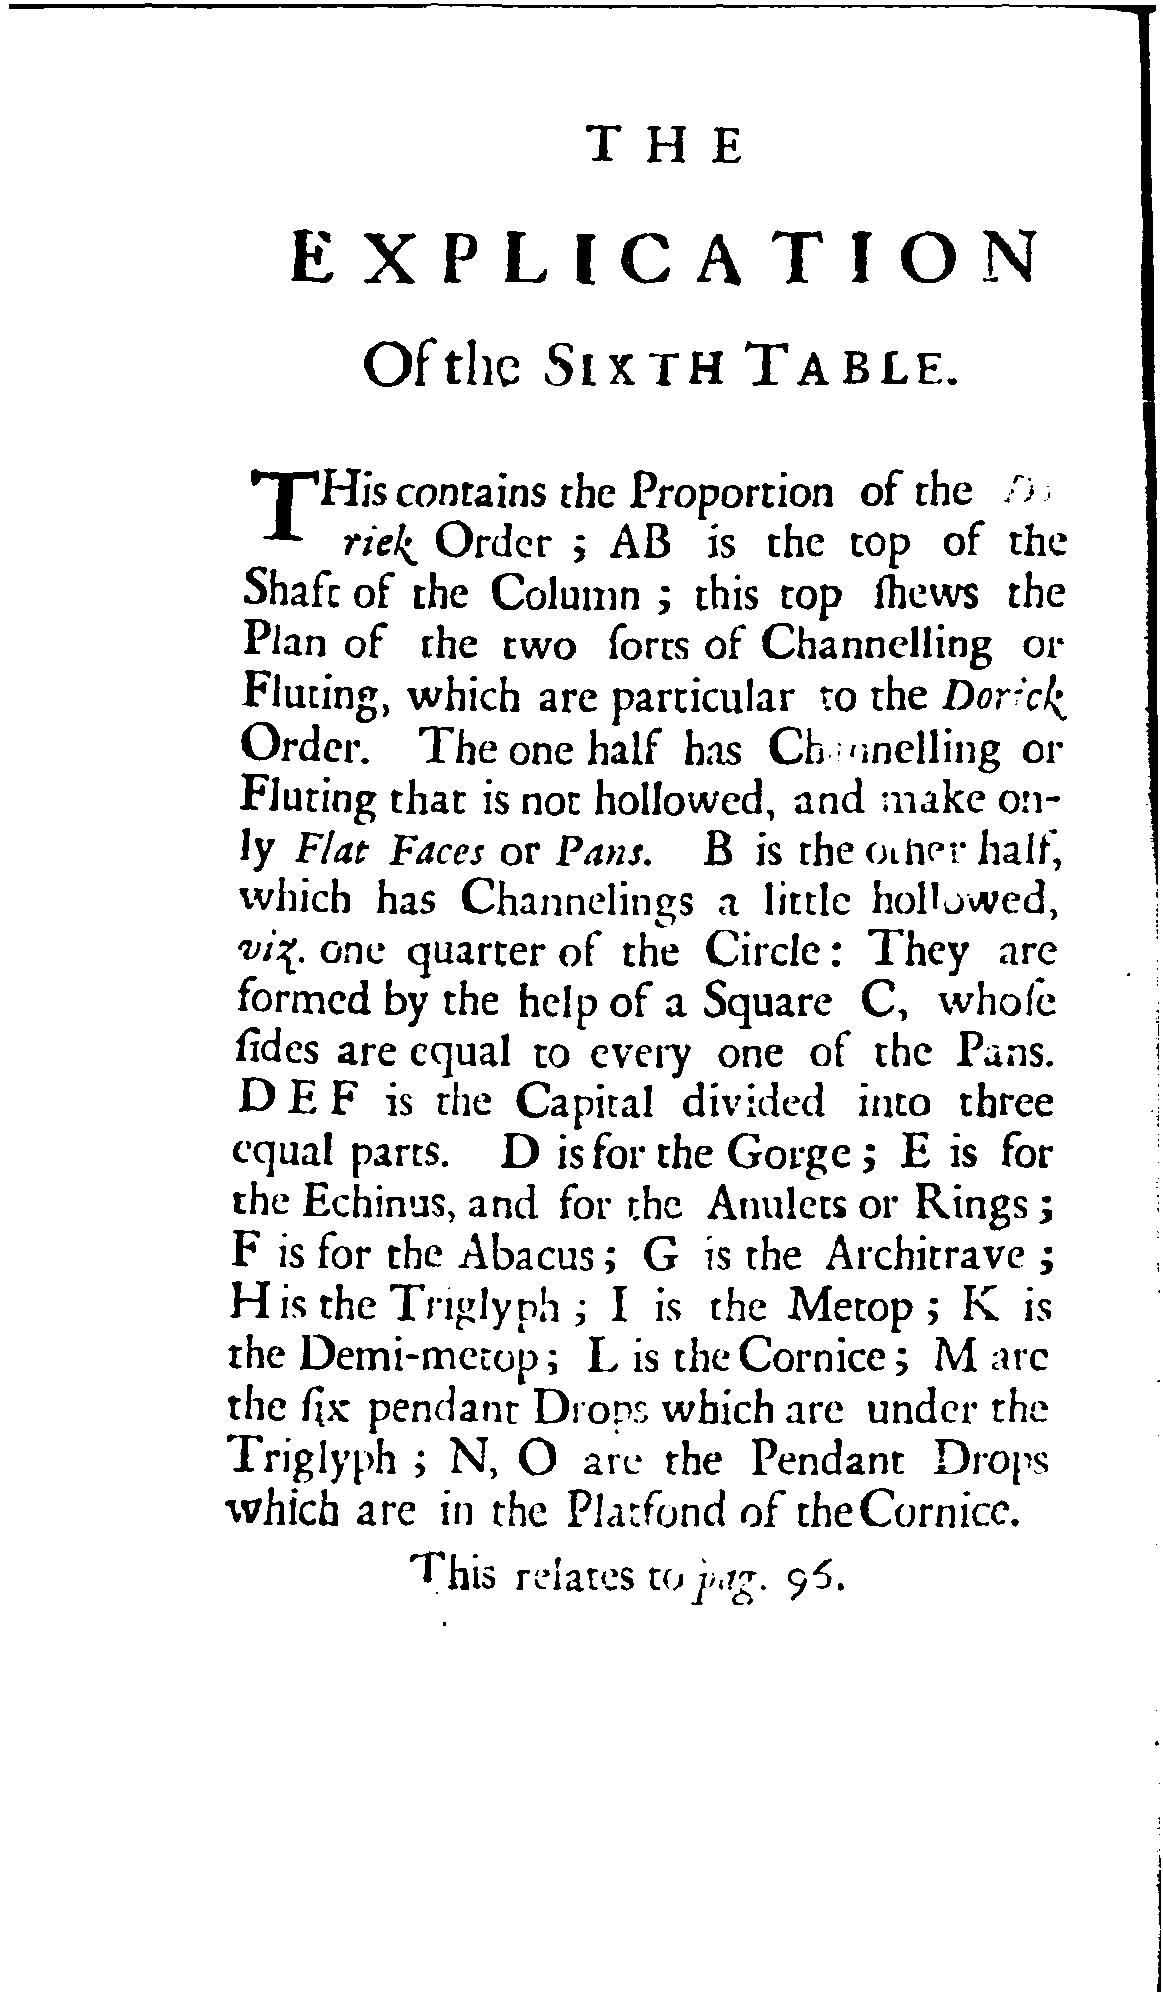 THE
EXPLICATION
Of the SIXTH TABLE.
THis contains the Proportion of the Do-
rick Order ; AB is the top of the
Shaft of the Column ; this top ſhews the
Plan of the two ſorts of Channelling or
Fluting, which are particular to the Dorick
Order. The one half has Channelling or
Fluting that is not hollowed, and make on-
ly Flat Faces or Pans. B is the other half,
which has Channelings a little hollowed,
viz. one quarter of the Circle : They are
formed by the help of a Square C, whoſe
ſides are equal to every one of the Pans.
D E F is the Capital divided into three
equal parts. D is for the Gorge ; E is for
the Echinus, and for the Anulets or Rings ;
F is for the Abacus ; G is the Architrave ;
H is the Triglyph ; I is the Metop ; K is
the Demi-metop ; L is the Cornice ; M are
the ſix pendant Drops which are under the
Triglyph ; N, O are the Pendant Drops
which are in the Platfond of the Cornice.
This relates to pag. 96.